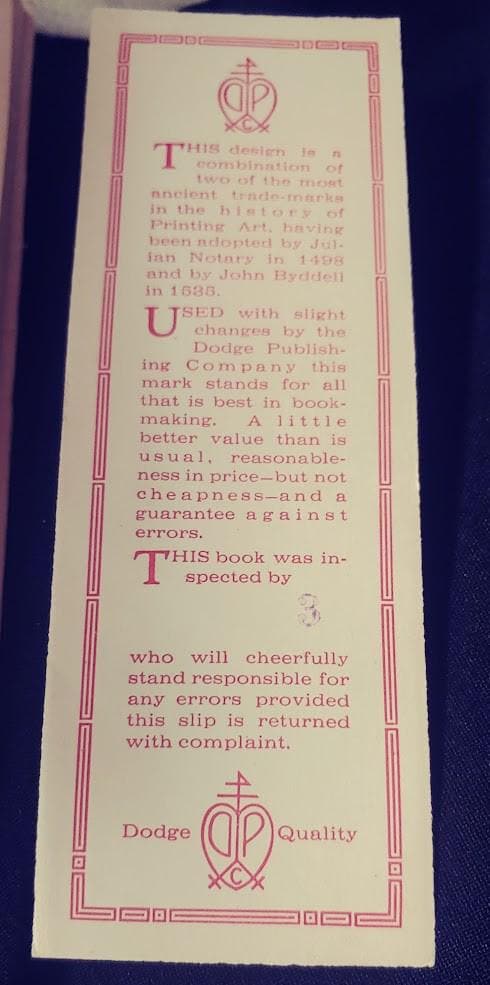 DP
C
THIS design is a
combination of
two of the most
ancient trade-marks
in the history of
Printing Art, having
been adopted by Jul-
ian Notary in 1498
and by John Byddell
in 1535.
USED with slight
changes by the
Dodge Publish-
ing Company this
mark stands for all
that is best in book-
making. A little
better value than is
usual, reasonable-
ness in price—but not
cheapness—and a
guarantee against
errors.
THIS book was in-
spected by
3
who will cheerfully
stand responsible for
any errors provided
this slip is returned
with complaint.
Dodge DP Quality
C